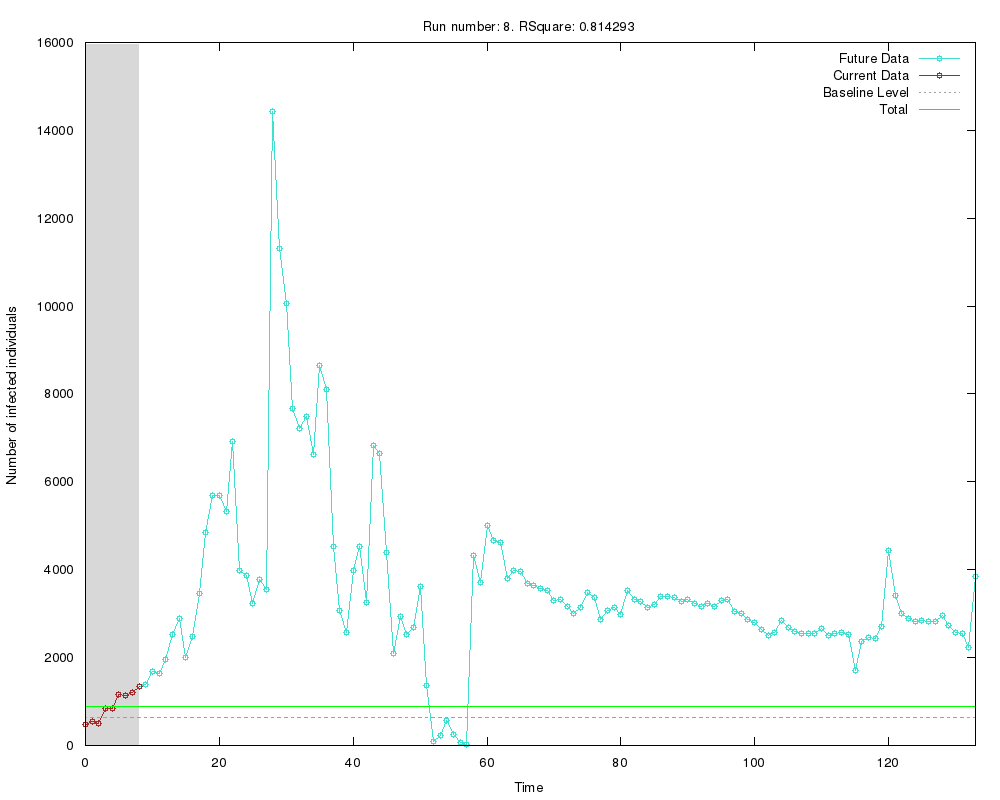 Run number: 8. RSquare: 0.814293
Future Data
Current Data
Baseline Level
Total
Number of infected individuals
16000
14000
12000
10000
8000
6000
4000
2000
0
0 20 40 60 80 100 120
Time